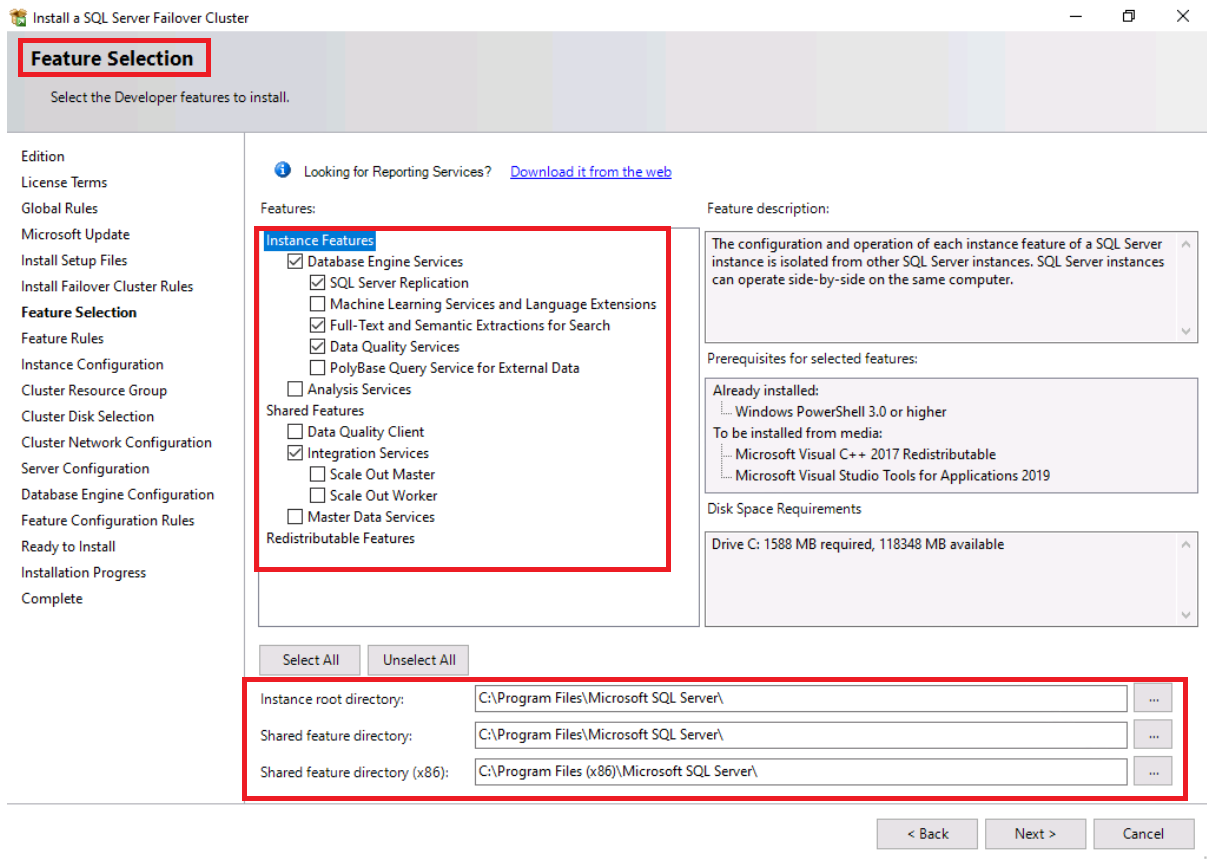 Install a SQL Server Failover Cluster
Feature Selection
Select the Developer features to install.
Edition
License Terms
Global Rules
Microsoft Update
Install Setup Files
Install Failover Cluster Rules
Feature Selection
Feature Rules
Instance Configuration
Cluster Resource Group
Cluster Disk Selection
Cluster Network Configuration
Server Configuration
Database Engine Configuration
Feature Configuration Rules
Ready to Install
Installation Progress
Complete
Looking for Reporting Services? Download it from the web
Features:
Instance Features
Database Engine Services
SQL Server Replication
Machine Learning Services and Language Extensions
Full-Text and Semantic Extractions for Search
Data Quality Services
PolyBase Query Service for External Data
Analysis Services
Shared Features
Data Quality Client
Integration Services
Scale Out Master
Scale Out Worker
Master Data Services
Redistributable Features
Feature description:
The configuration and operation of each instance feature of a SQL Server
instance is isolated from other SQL Server instances. SQL Server instances
can operate side-by-side on the same computer.
Prerequisites for selected features:
Already installed:
Windows PowerShell 3.0 or higher
To be installed from media:
Microsoft Visual C++ 2017 Redistributable
Microsoft Visual Studio Tools for Applications 2019
Disk Space Requirements
Drive C: 1588 MB required, 118348 MB available
Select All
Unselect All
Instance root directory: C:\Program Files\Microsoft SQL Server\ ...
Shared feature directory: C:\Program Files\Microsoft SQL Server\ ...
Shared feature directory (x86): C:\Program Files (x86)\Microsoft SQL Server\ ...
< Back
Next >
Cancel